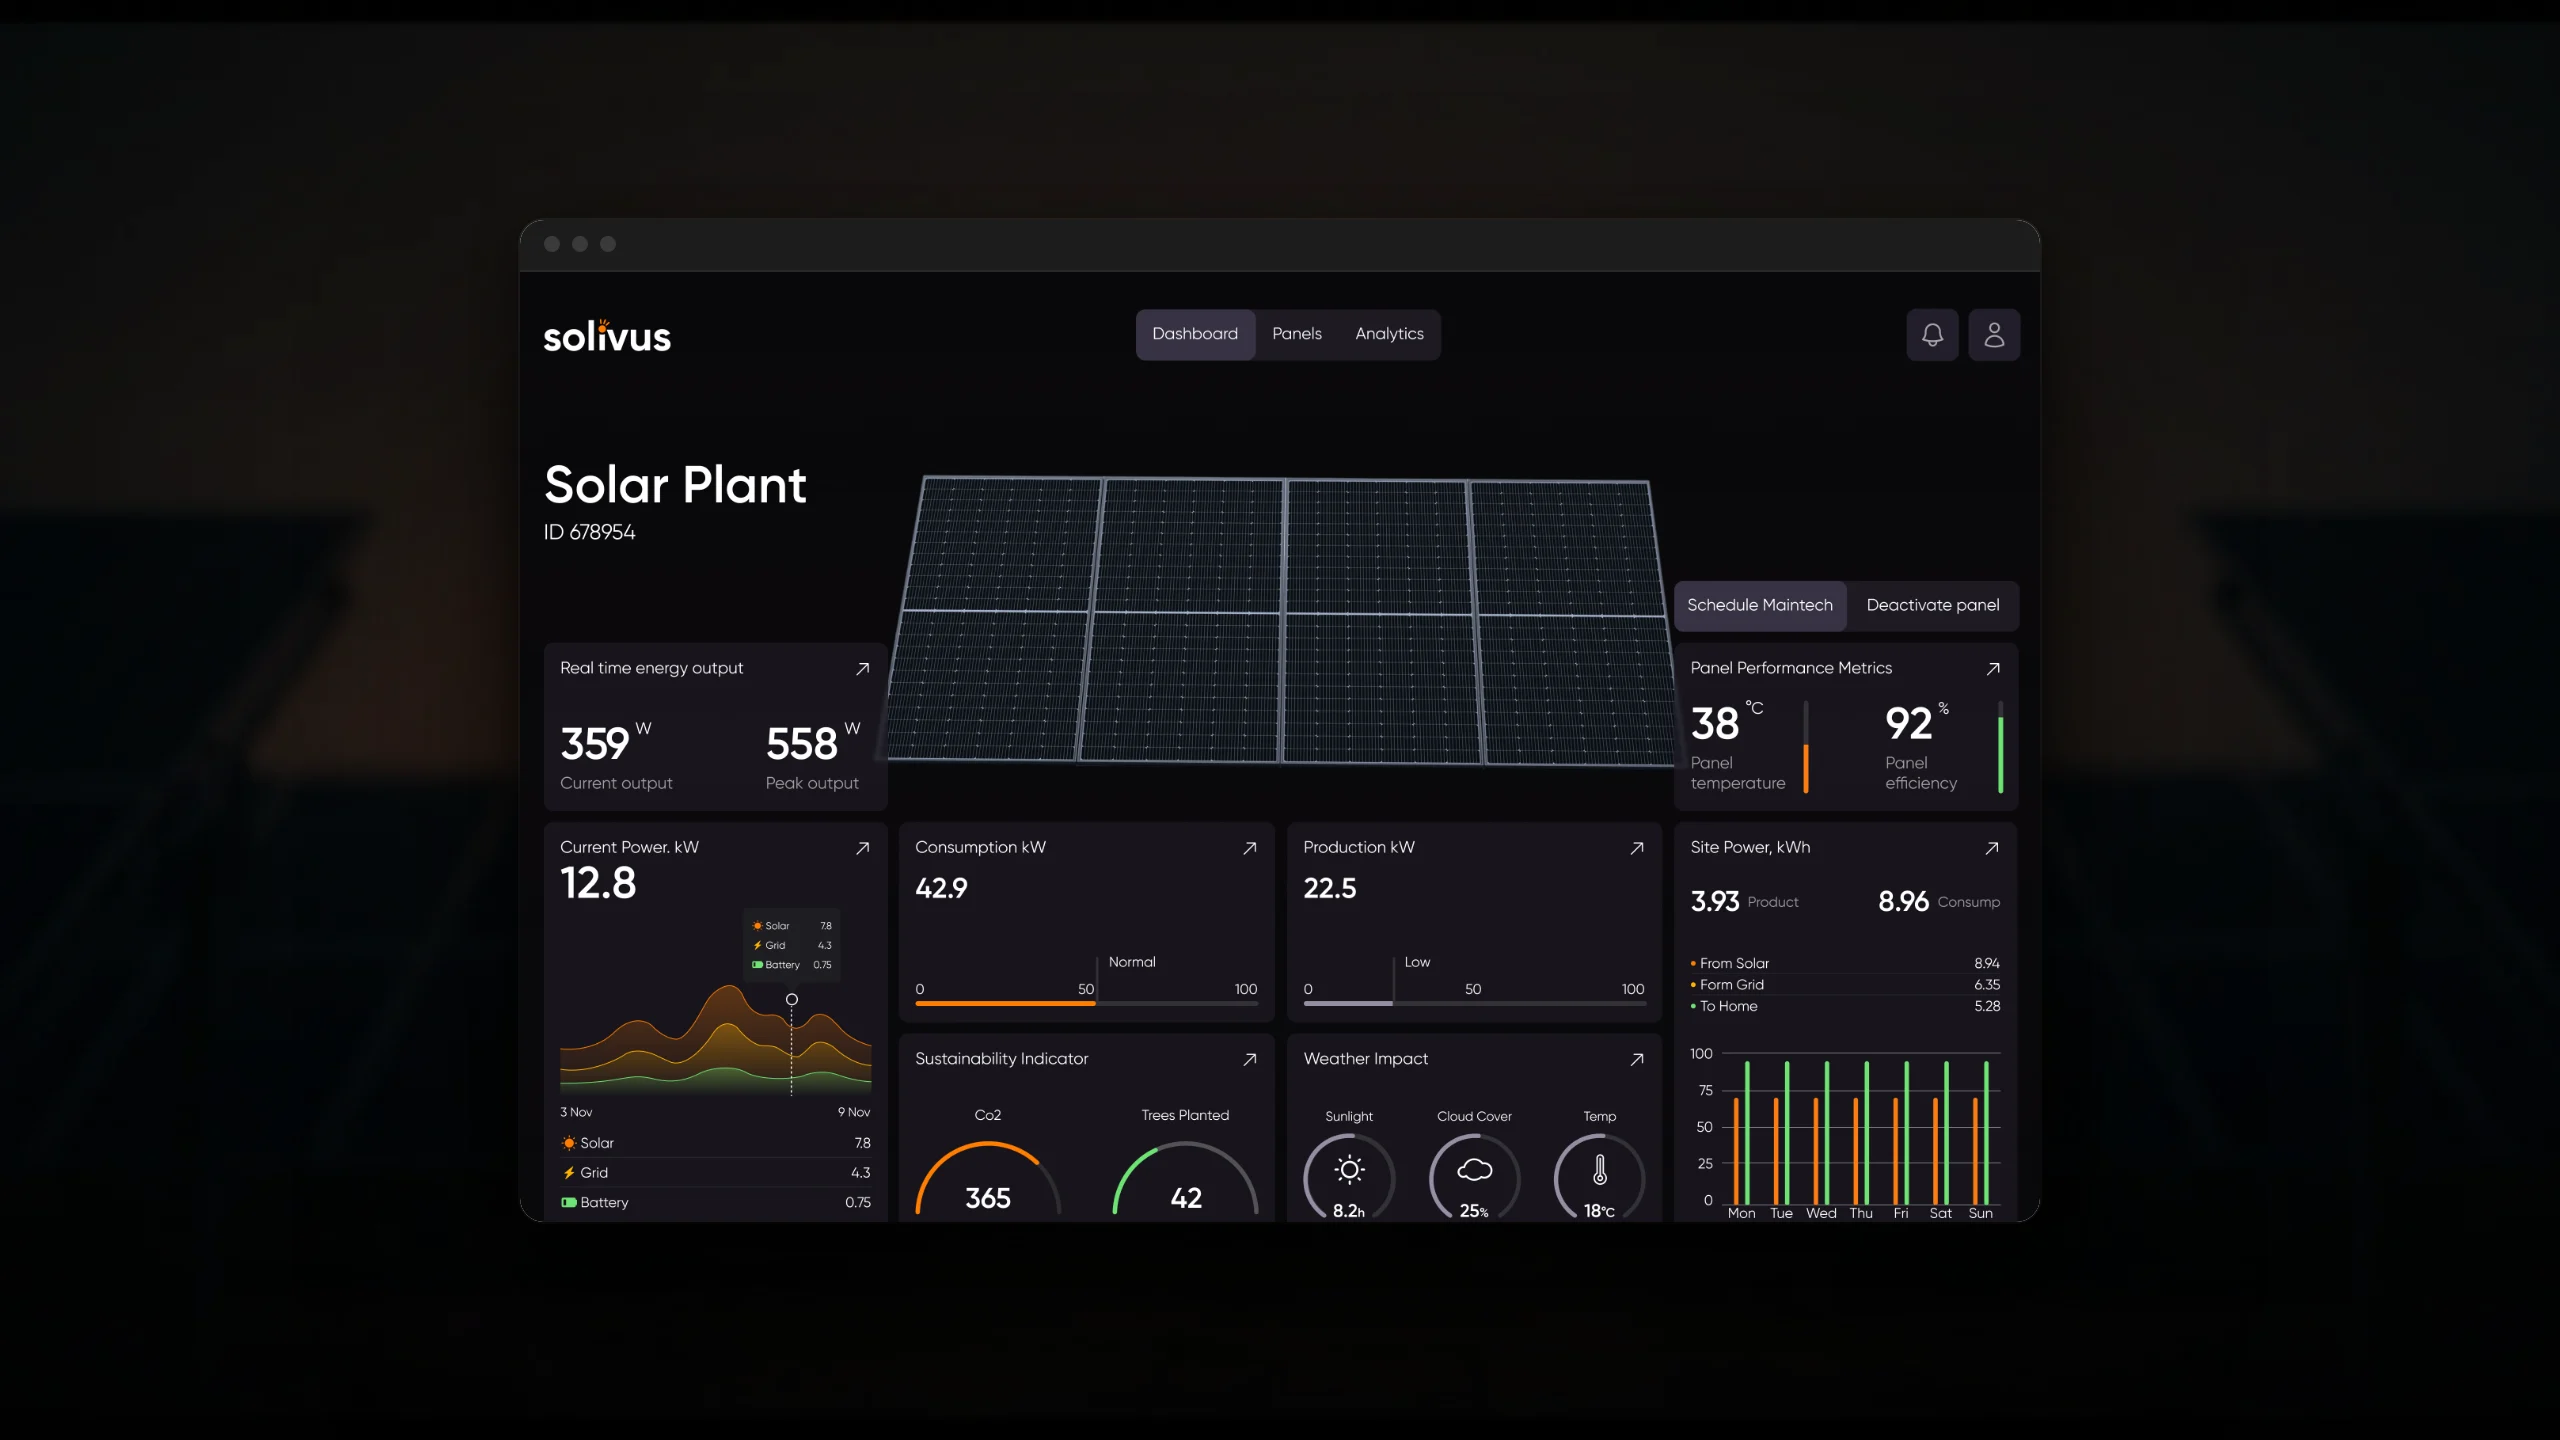 solivus
Dashboard Panels Analytics
Solar Plant
ID 678954
Schedule Maintech Deactivate panel
Real time energy output
359 W
Current output
558 W
Peak output
Panel Performance Metrics
38 °C
Panel
temperature
92 %
Panel
efficiency
Current Power. kW
12.8
Solar 7.8
Grid 4.3
Battery 0.75
3 Nov 9 Nov
Solar 7.8
Grid 4.3
Battery 0.75
Consumption kW
42.9
Normal
0 50 100
Production kW
22.5
Low
0 50 100
Sustainability Indicator
Co2
365
Trees Planted
42
Weather Impact
Sunlight
8.2h
Cloud Cover
25%
Temp
18°C
Site Power, kWh
3.93 Product 8.96 Consump
From Solar 8.94
Form Grid 6.35
To Home 5.28
100
75
50
25
0
Mon Tue Wed Thu Fri Sat Sun